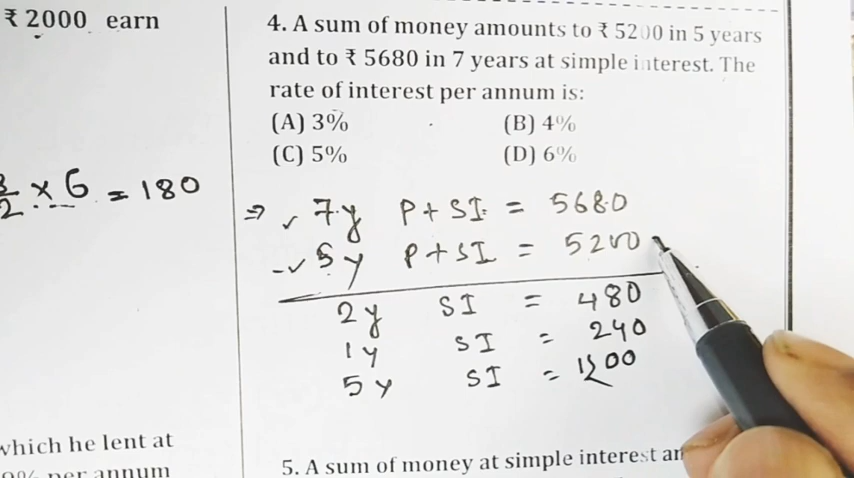 ₹ 2000 earn
4. A sum of money amounts to ₹ 5200 in 5 years
and to ₹ 5680 in 7 years at simple interest. The
rate of interest per annum is:
(A) 3% (B) 4%
(C) 5% (D) 6%
/2 × 6 = 180
⇒ ✓ 7y P + SI = 5680
- ✓ 5y P + SI = 5200
2y SI = 480
1y SI = 240
5y SI = 1200
which he lent at
per annum
5. A sum of money at simple interest